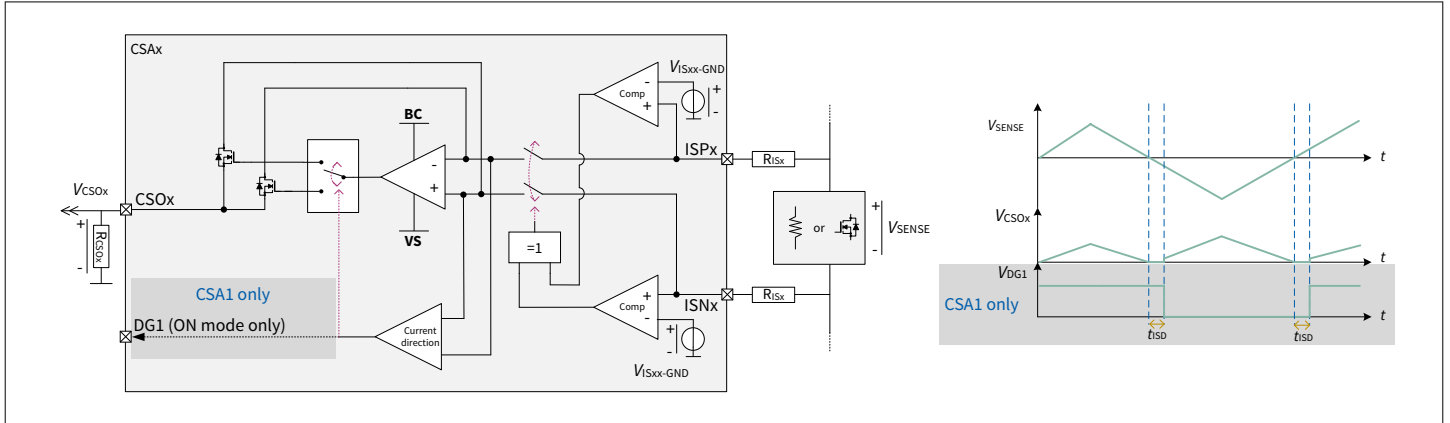 CSAx
VCSOx
+
-
RCSOx
CSOx
BC
-
+
VS
CSA1 only
DG1 (ON mode only)
Current
direction
=1
Comp
-
+
VISxx-GND
+
-
ISPx
RISx
or
+
VSENSE
-
Comp
+
-
ISNx
RISx
+
-
VISxx-GND
VSENSE
t
VCSOx
t
VDG1
CSA1 only
t
tISD
tISD